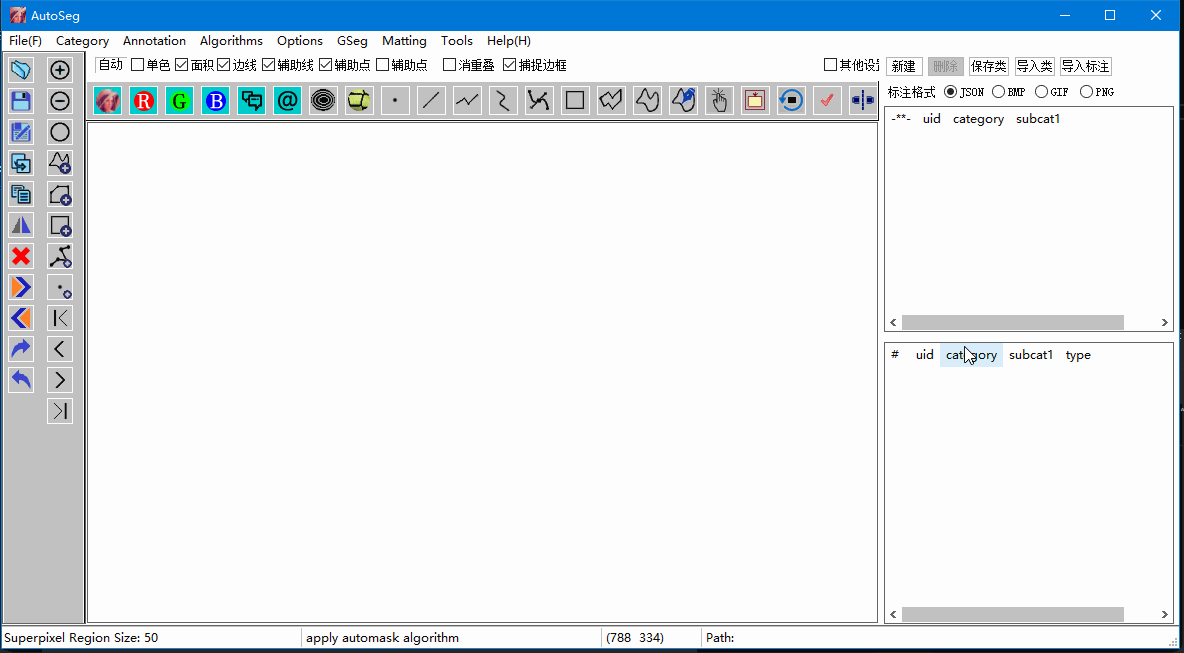 AutoSeg
File(F) Category Annotation Algorithms Options GSeg Matting Tools Help(H)
自动 单色 面积 边线 辅助线 辅助点 辅助点 消重叠 捕捉边框 其他设 新建 删除 保存类 导入类 导入标注
标注格式 JSON BMP GIF PNG
R G B @
-**- uid category subcat1
# uid category subcat1 type
Superpixel Region Size: 50 apply automask algorithm (788 334) Path: